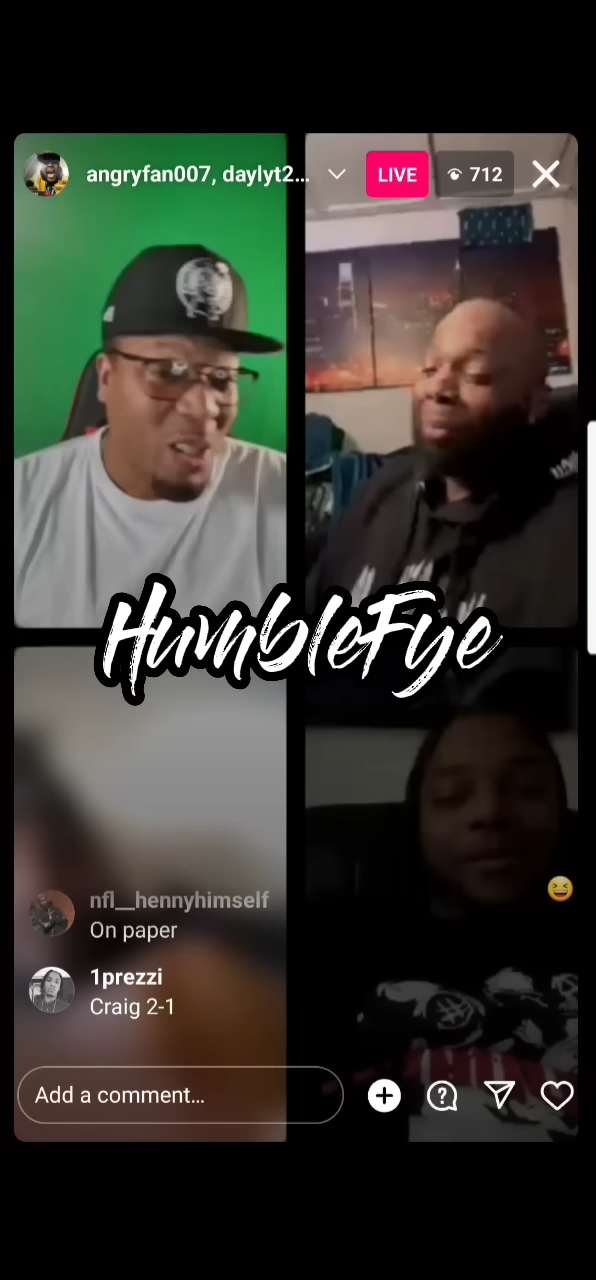 angryfan007, daylyt2...
LIVE
712
HumbleFye
nfl__hennyhimself
On paper
1prezzi
Craig 2-1
Add a comment...